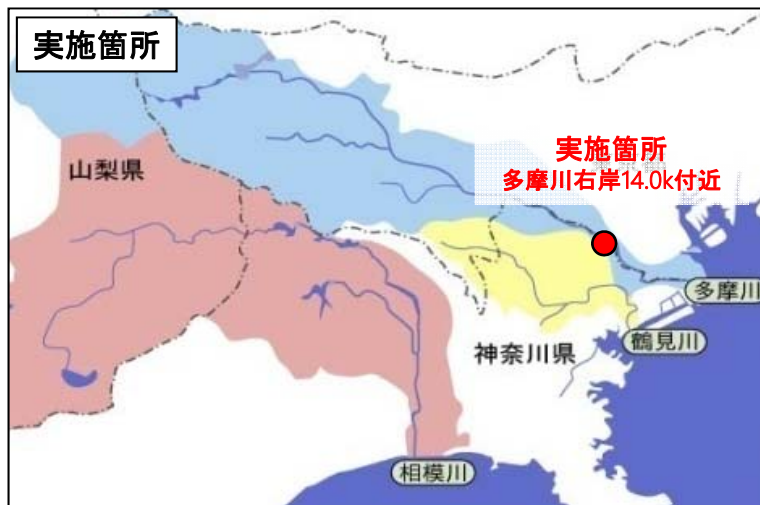 実施箇所
山梨県
実施箇所
多摩川右岸14.0k付近
多摩川
鶴見川
神奈川県
相模川